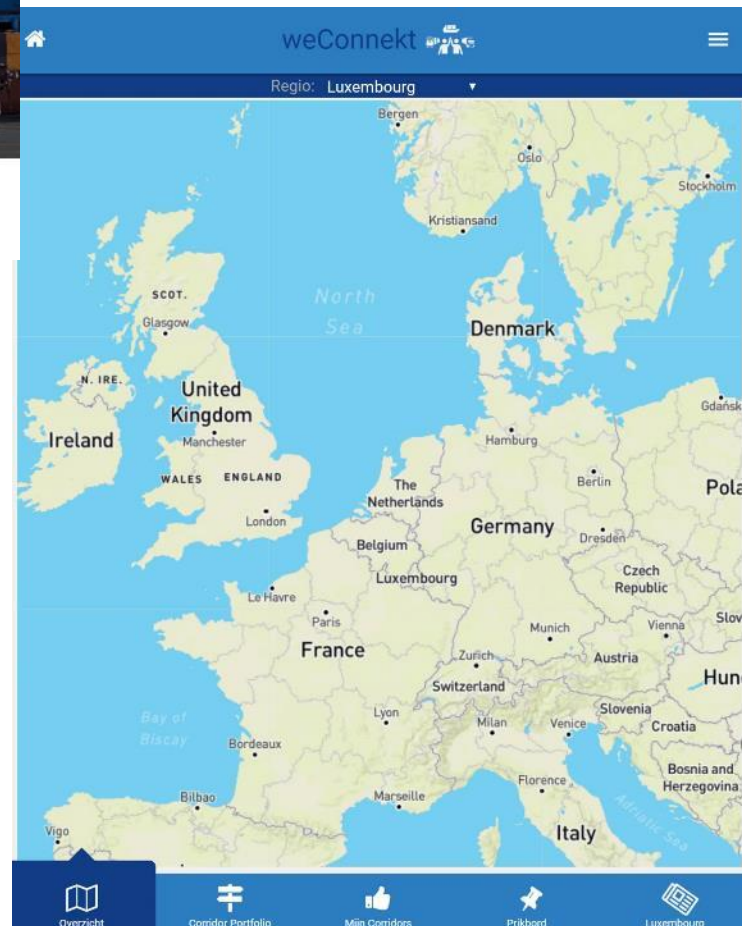 weConnekt
Regio: Luxembourg
Bergen
Oslo
Stockholm
Kristiansand
SCOT.
North
Sea
Glasgow
Denmark
N. IRE.
United
Kingdom
Gdańsk
Ireland
Manchester
Hamburg
WALES ENGLAND
The
Netherlands
Berlin
Pola
London
Germany
Dresden
Belgium
Luxembourg
Czech
Republic
Le Havre
Paris
Munich
Vienna
Slov
France
Zurich
Austria
Switzerland
Hun
Slovenia
Bay of
Biscay
Lyon
Milan
Venice
Croatia
Bordeaux
Bosnia and
Herzegovina
Bilbao
Marseille
Florence
Adriatic Sea
Vigo
Italy
Overzicht Corridor Portfolio Mijn Corridors Prikbord Luxembourg